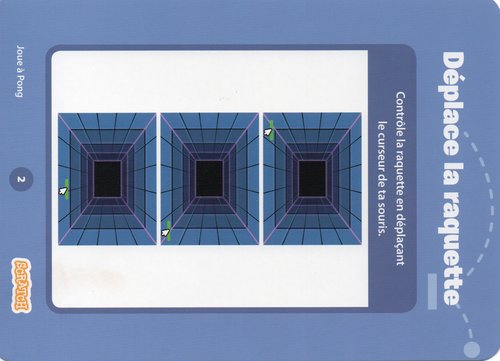 Déplace la raquette
Contrôle la raquette en déplaçant
le curseur de ta souris.
Joue à Pong
2
SCRATCH